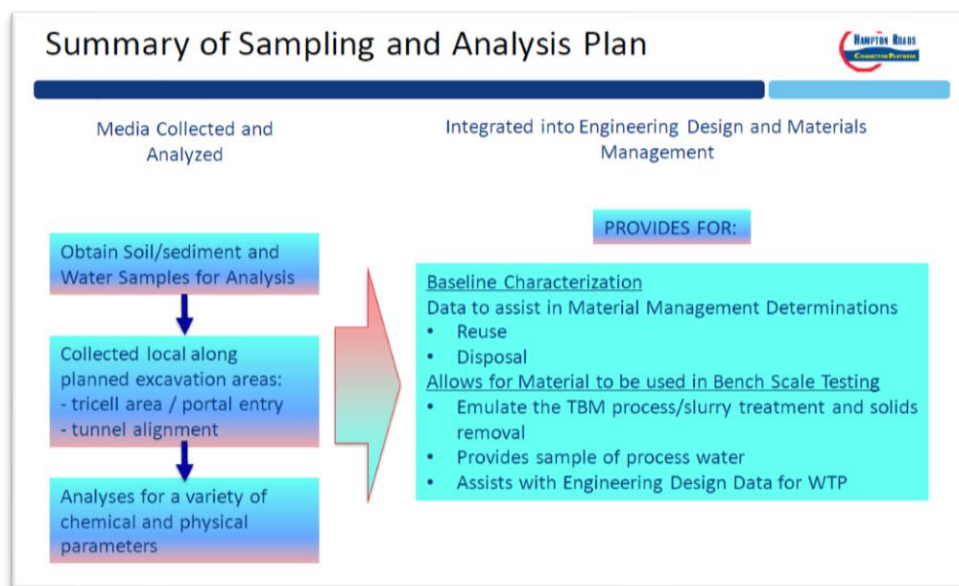 Summary of Sampling and Analysis Plan
HAMPTON ROADS
CONNECTOR PARTNERS
Media Collected and
Analyzed
Integrated into Engineering Design and Materials
Management
Obtain Soil/sediment and
Water Samples for Analysis
Collected local along
planned excavation areas:
- tricell area / portal entry
- tunnel alignment
Analyses for a variety of
chemical and physical
parameters
PROVIDES FOR:
Baseline Characterization
Data to assist in Material Management Determinations
• Reuse
• Disposal
Allows for Material to be used in Bench Scale Testing
• Emulate the TBM process/slurry treatment and solids
removal
• Provides sample of process water
• Assists with Engineering Design Data for WTP